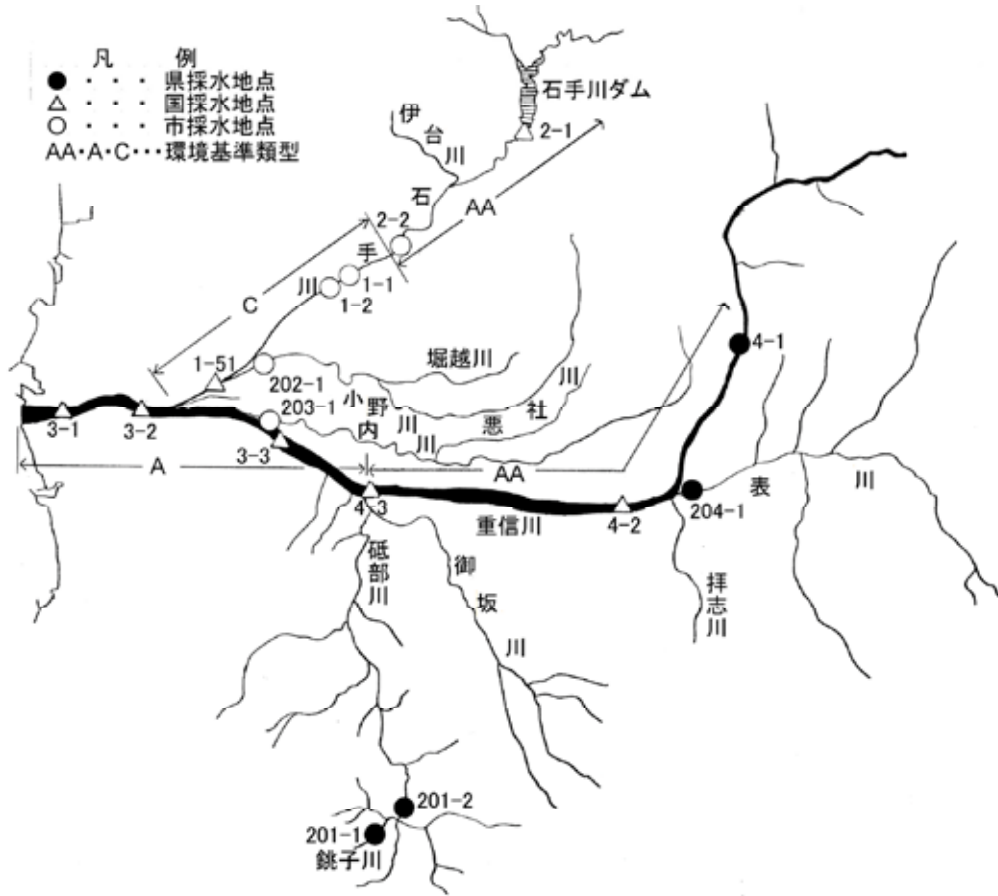 凡 例
●・・・県採水地点
△・・・国採水地点
○・・・市採水地点
AA・A・C・・・環境基準類型
石手川ダム
2-1
伊台川
石手川
AA
2-2
1-1
1-2
C
1-51
202-1
堀越川
小野川
悪社川
内川
203-1
4-1
3-1
3-2
3-3
A
AA
4-3
重信川
4-2
204-1
表川
拝志川
砥部川
御坂川
201-2
201-1
銚子川